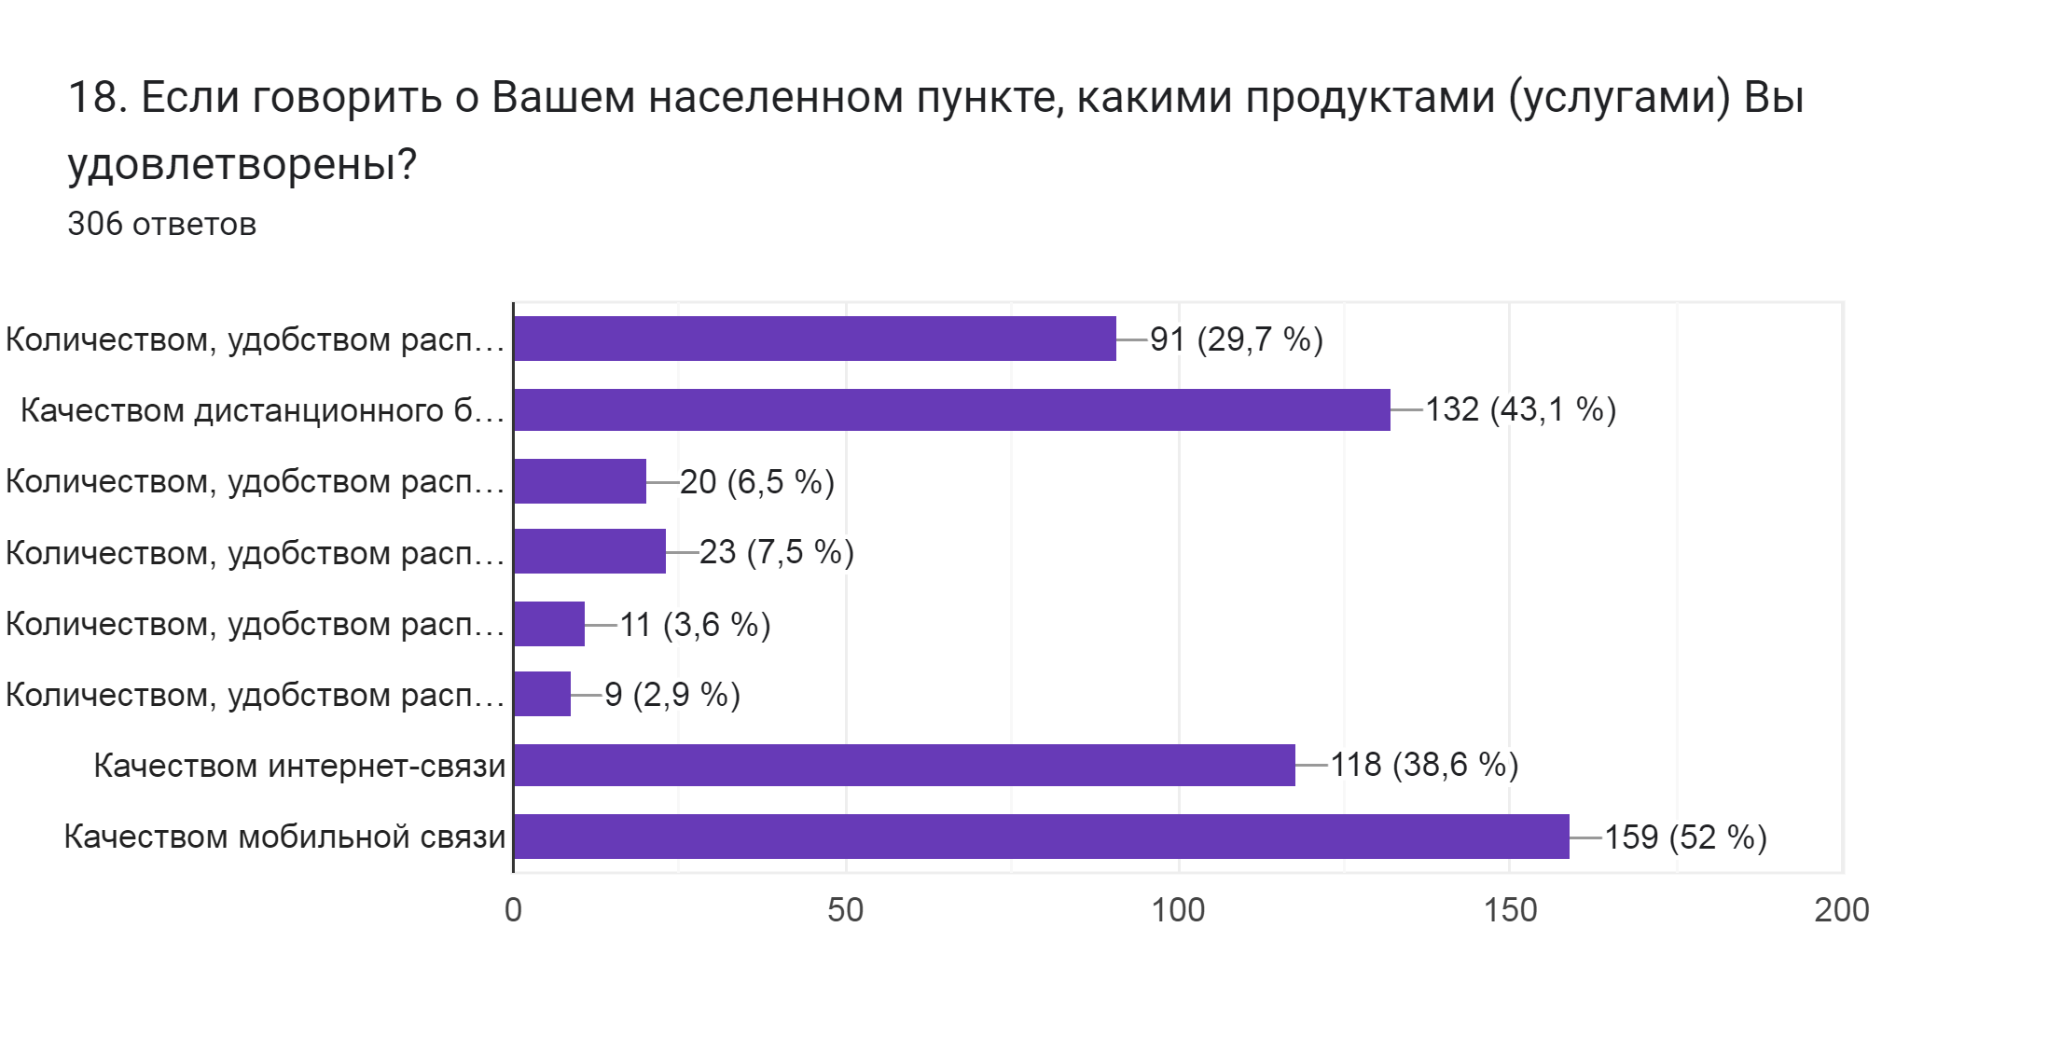 18. Если говорить о Вашем населенном пункте, какими продуктами (услугами) Вы
удовлетворены?
306 ответов
Количеством, удобством расп…
91 (29,7 %)
Качеством дистанционного б…
132 (43,1 %)
Количеством, удобством расп…
20 (6,5 %)
Количеством, удобством расп…
23 (7,5 %)
Количеством, удобством расп…
11 (3,6 %)
Количеством, удобством расп…
9 (2,9 %)
Качеством интернет-связи
118 (38,6 %)
Качеством мобильной связи
159 (52 %)
0 50 100 150 200